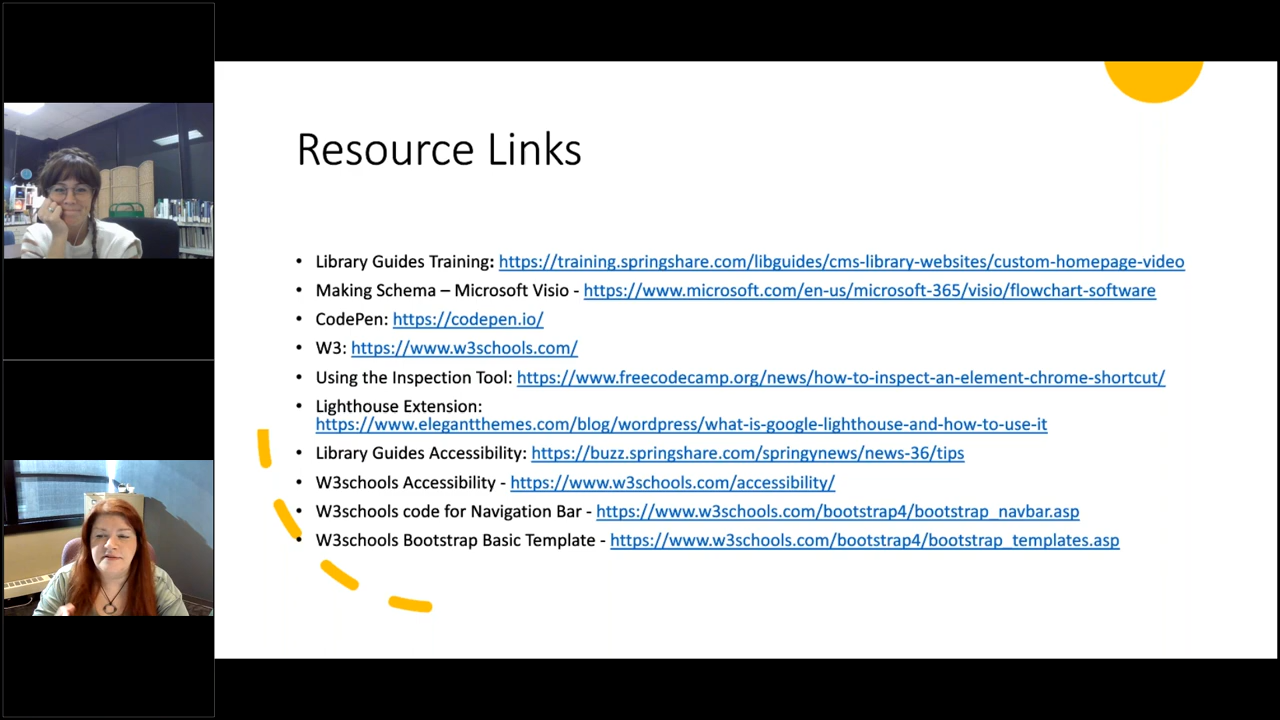 Resource Links
• Library Guides Training: https://training.springshare.com/libguides/cms-library-websites/custom-homepage-video
• Making Schema – Microsoft Visio - https://www.microsoft.com/en-us/microsoft-365/visio/flowchart-software
• CodePen: https://codepen.io/
• W3: https://www.w3schools.com/
• Using the Inspection Tool: https://www.freecodecamp.org/news/how-to-inspect-an-element-chrome-shortcut/
• Lighthouse Extension:
https://www.elegantthemes.com/blog/wordpress/what-is-google-lighthouse-and-how-to-use-it
• Library Guides Accessibility: https://buzz.springshare.com/springynews/news-36/tips
• W3schools Accessibility - https://www.w3schools.com/accessibility/
• W3schools code for Navigation Bar - https://www.w3schools.com/bootstrap4/bootstrap_navbar.asp
• W3schools Bootstrap Basic Template - https://www.w3schools.com/bootstrap4/bootstrap_templates.asp